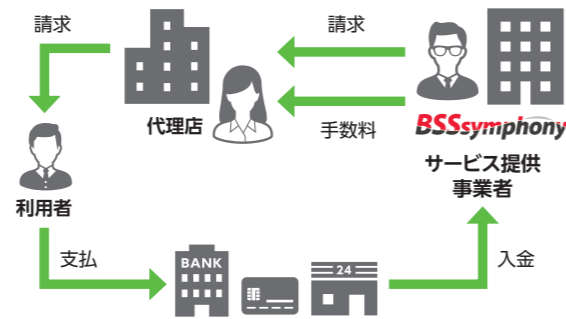 請求
請求
代理店
手数料
BSSsymphony
サービス提供
事業者
利用者
支払
BANK
24
入金